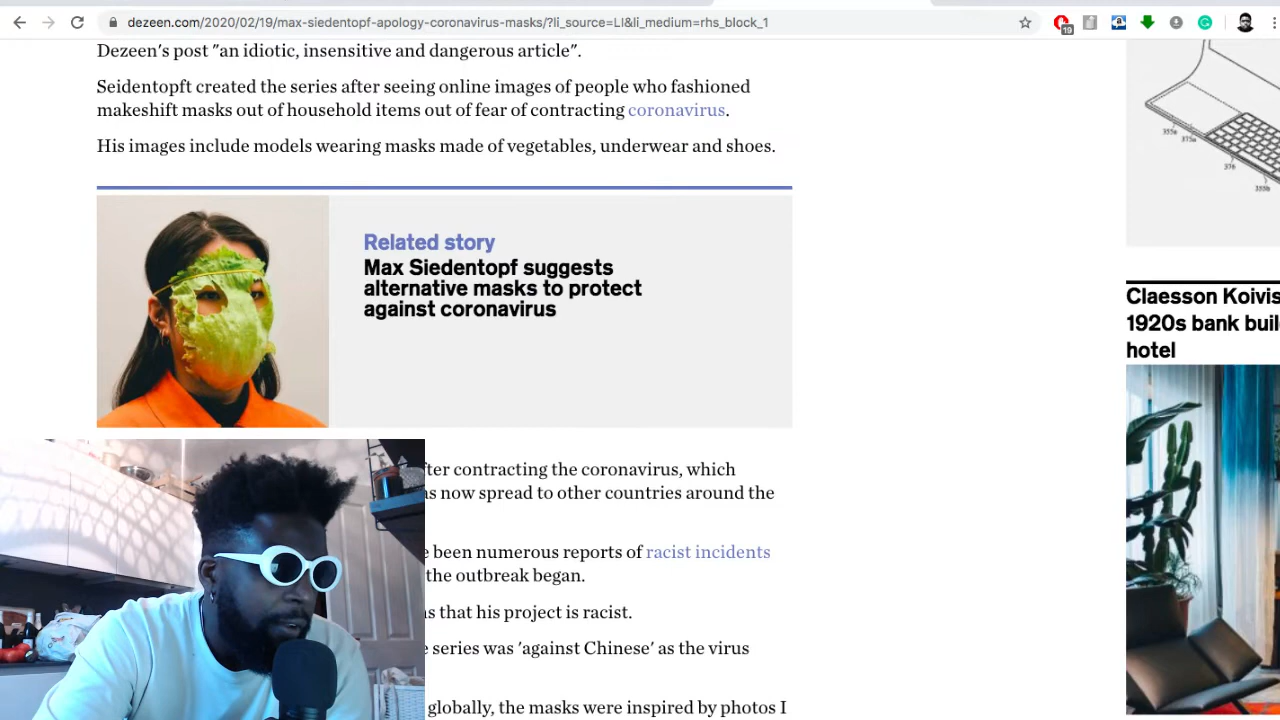 dezeen.com/2020/02/19/max-siedentopf-apology-coronavirus-masks/?li_source=LI&li_medium=rhs_block_1
19
Dezeen's post "an idiotic, insensitive and dangerous article".
Seidentopft created the series after seeing online images of people who fashioned
makeshift masks out of household items out of fear of contracting coronavirus.
His images include models wearing masks made of vegetables, underwear and shoes.
Related story
Max Siedentopf suggests
alternative masks to protect
against coronavirus
fter contracting the coronavirus, which
s now spread to other countries around the
e been numerous reports of racist incidents
the outbreak began.
s that his project is racist.
e series was 'against Chinese' as the virus
globally, the masks were inspired by photos I
355a
375a
376
355b
Claesson Koivis
1920s bank buil
hotel